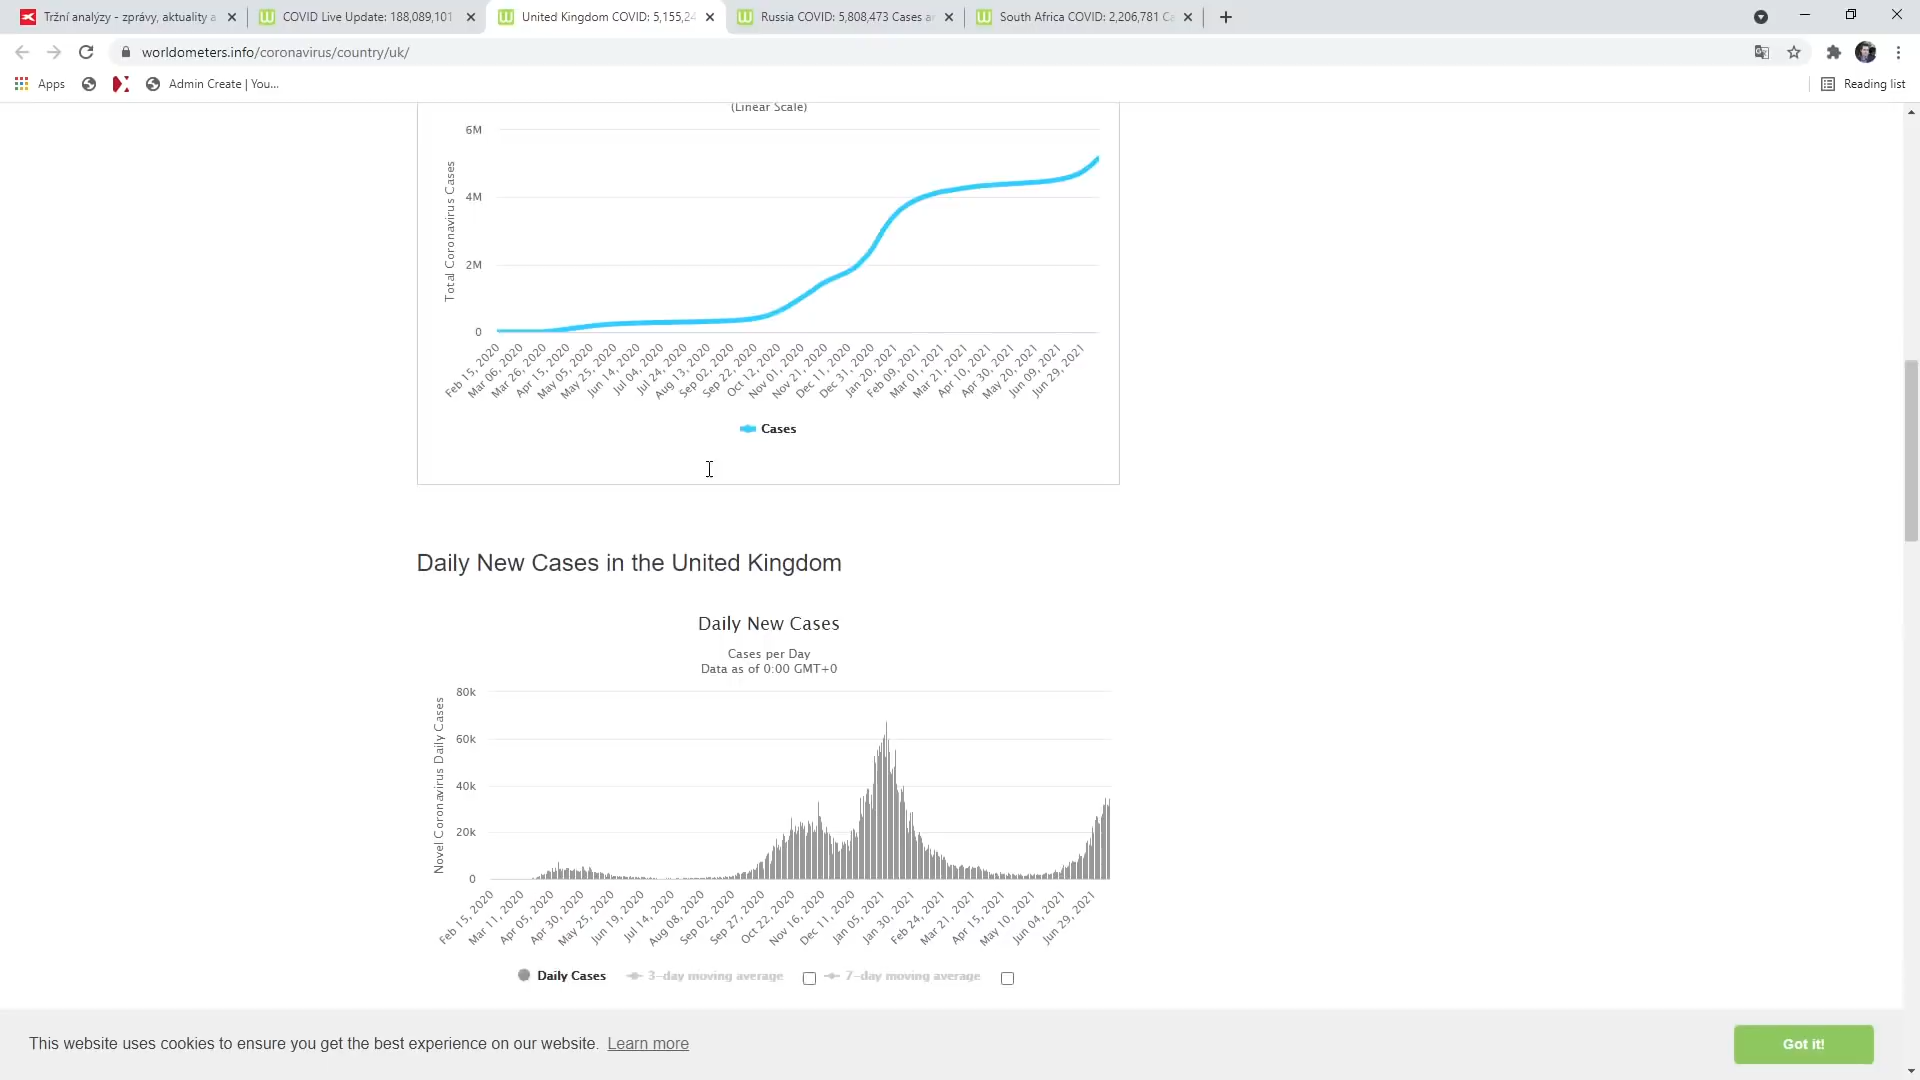 Tržní analýzy - zprávy, aktuality a
COVID Live Update: 188,089,101
United Kingdom COVID: 5,155,24
Russia COVID: 5,808,473 Cases a
South Africa COVID: 2,206,781 Ca
worldometers.info/coronavirus/country/uk/
Apps
Admin Create | You...
Reading list
(Linear Scale)
Total Coronavirus Cases
6M
4M
2M
0
Feb 15, 2020
Mar 06, 2020
Mar 26, 2020
Apr 15, 2020
May 05, 2020
May 25, 2020
Jun 14, 2020
Jul 04, 2020
Jul 24, 2020
Aug 13, 2020
Sep 02, 2020
Sep 22, 2020
Oct 12, 2020
Nov 01, 2020
Nov 21, 2020
Dec 11, 2020
Dec 31, 2020
Jan 20, 2021
Feb 09, 2021
Mar 01, 2021
Mar 21, 2021
Apr 10, 2021
Apr 30, 2021
May 20, 2021
Jun 09, 2021
Jun 29, 2021
Cases
Daily New Cases in the United Kingdom
Daily New Cases
Cases per Day
Data as of 0:00 GMT+0
Novel Coronavirus Daily Cases
80k
60k
40k
20k
0
Feb 15, 2020
Mar 11, 2020
Apr 05, 2020
Apr 30, 2020
May 25, 2020
Jun 19, 2020
Jul 14, 2020
Aug 08, 2020
Sep 02, 2020
Sep 27, 2020
Oct 22, 2020
Nov 16, 2020
Dec 11, 2020
Jan 05, 2021
Jan 30, 2021
Feb 24, 2021
Mar 21, 2021
Apr 15, 2021
May 10, 2021
Jun 04, 2021
Jun 29, 2021
Daily Cases
3-day moving average
7-day moving average
This website uses cookies to ensure you get the best experience on our website. Learn more
Got it!